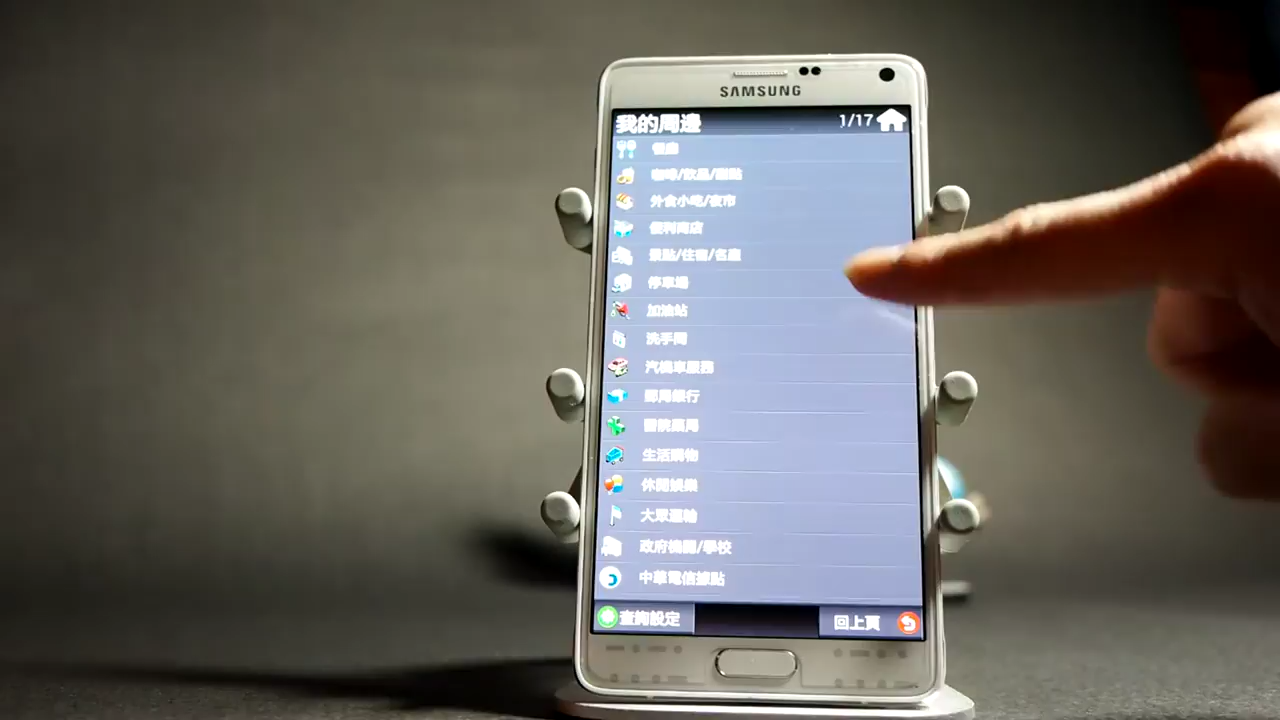 SAMSUNG
我的周邊 1/17
餐廳
咖啡/飲品/甜點
外食小吃/夜市
便利商店
景點/住宿/名產
停車場
加油站
洗手間
汽機車服務
郵局銀行
醫院藥局
生活購物
休閒娛樂
大眾運輸
政府機關/學校
中華電信據點
查詢設定 回上頁